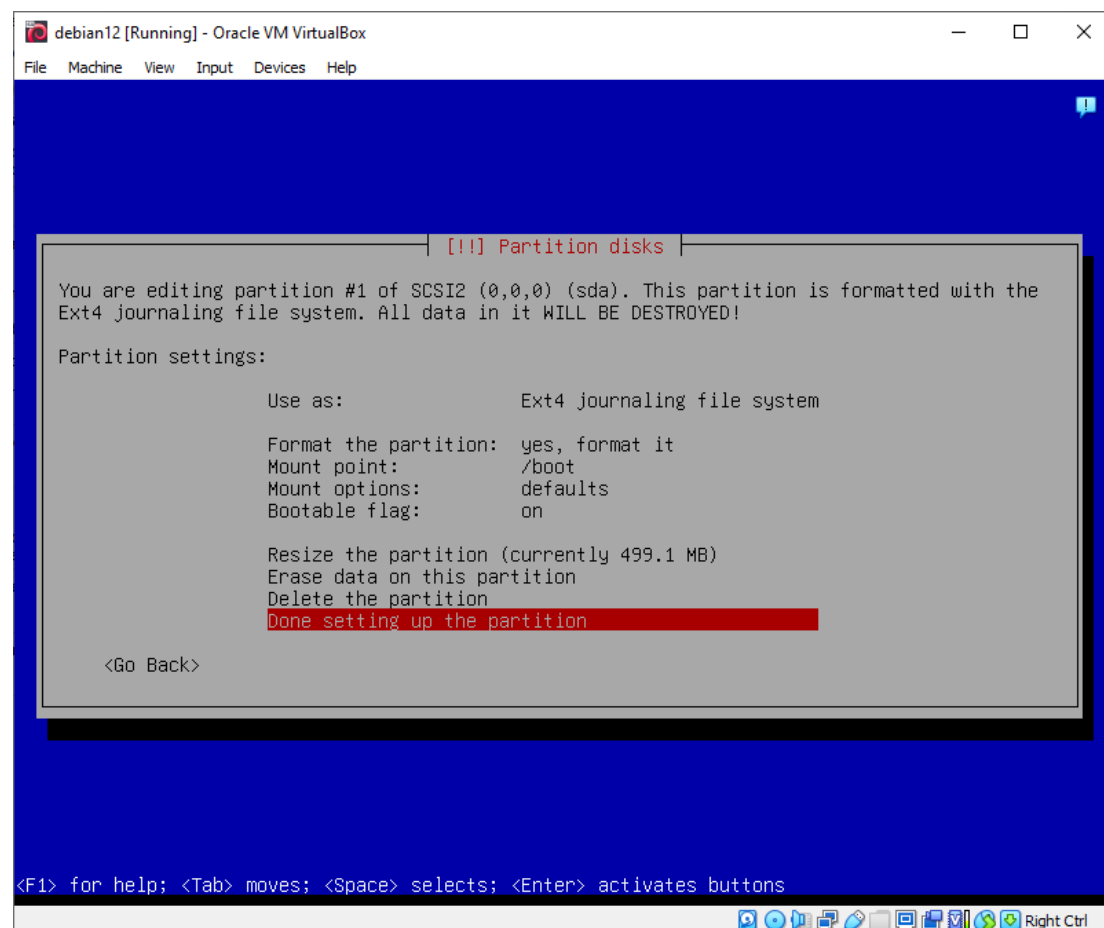 debian12 [Running] - Oracle VM VirtualBox
File Machine View Input Devices Help
[!!] Partition disks
You are editing partition #1 of SCSI2 (0,0,0) (sda). This partition is formatted with the
Ext4 journaling file system. All data in it WILL BE DESTROYED!
Partition settings:
Use as: Ext4 journaling file system
Format the partition: yes, format it
Mount point: /boot
Mount options: defaults
Bootable flag: on
Resize the partition (currently 499.1 MB)
Erase data on this partition
Delete the partition
Done setting up the partition
<Go Back>
<F1> for help; <Tab> moves; <Space> selects; <Enter> activates buttons
Right Ctrl